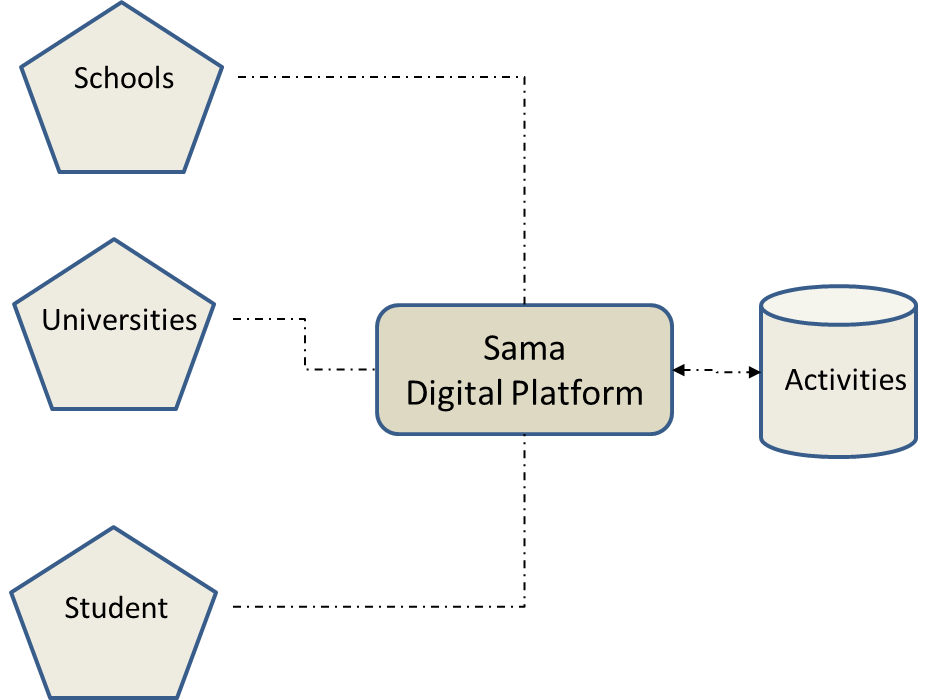 Schools
Universities
Sama
Digital Platform
Activities
Student